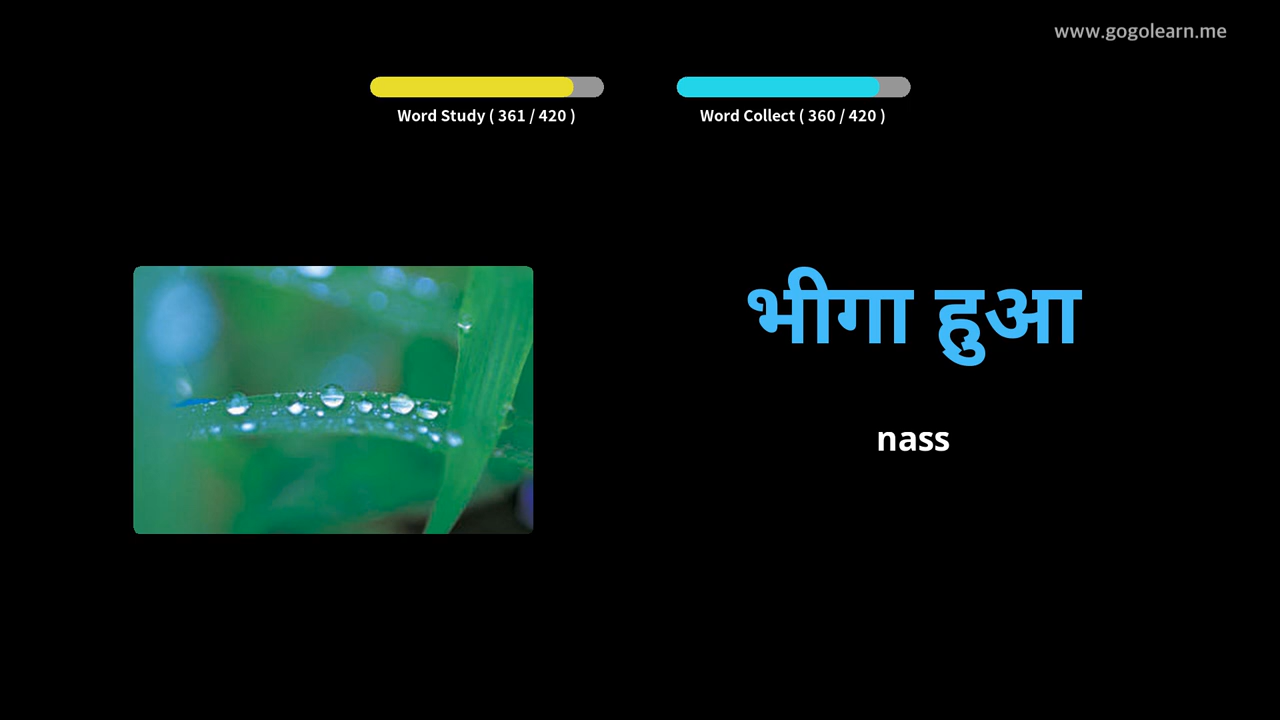 www.gogolearn.me
Word Study ( 361 / 420 )
Word Collect ( 360 / 420 )
भीगा हुआ
nass